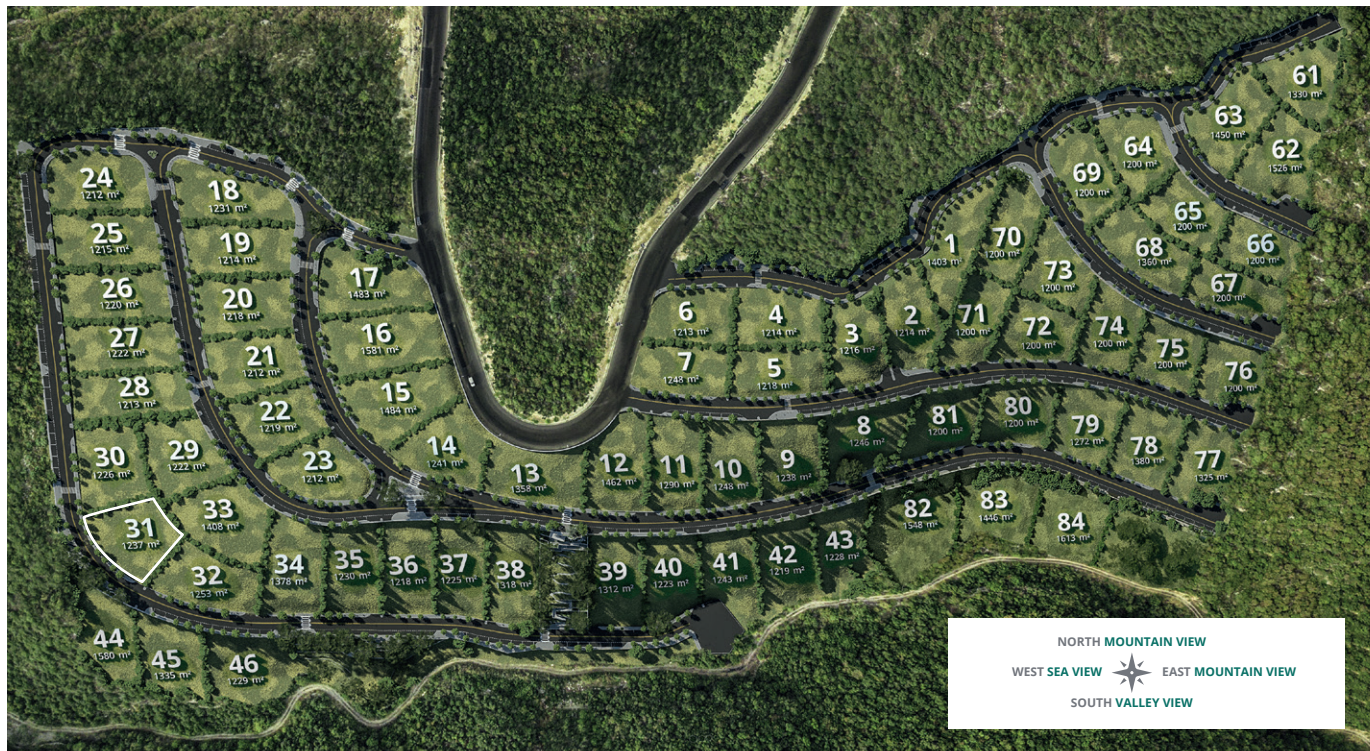 61
1330 m²
63
1450 m²
64
1200 m²
62
1526 m²
69
1200 m²
24
1212 m²
18
1231 m²
65
1200 m²
25
1215 m²
19
1214 m²
1
1403 m²
70
1200 m²
68
1360 m²
66
1200 m²
17
1483 m²
73
1200 m²
67
1200 m²
26
1220 m²
20
1218 m²
6
1213 m²
4
1214 m²
3
1216 m²
2
1214 m²
71
1200 m²
72
1200 m²
74
1200 m²
27
1222 m²
16
1581 m²
21
1212 m²
7
1248 m²
5
1218 m²
75
1200 m²
76
1200 m²
28
1213 m²
15
1484 m²
22
1219 m²
8
1246 m²
81
1200 m²
80
1200 m²
79
1272 m²
30
1226 m²
29
1222 m²
23
1212 m²
14
1241 m²
13
1358 m²
12
1462 m²
11
1290 m²
10
1248 m²
9
1238 m²
78
380 m²
77
1325 m²
31
1237 m²
33
1408 m²
82
1548 m²
83
1446 m²
84
1613 m²
32
1253 m²
34
1378 m²
35
1230 m²
36
1218 m²
37
1225 m²
38
318 m²
39
1312 m²
40
1223 m²
41
1243 m²
42
1219 m²
43
1228 m²
44
1580 m²
45
1335 m²
46
1229 m²
NORTH MOUNTAIN VIEW
WEST SEA VIEW
EAST MOUNTAIN VIEW
SOUTH VALLEY VIEW